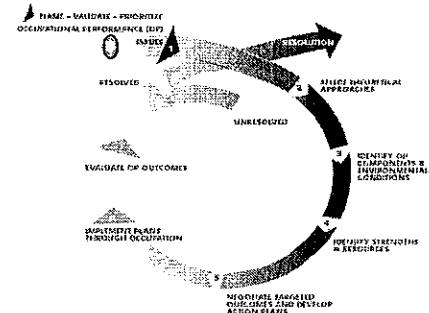 NAME - VALIDATE - PRIORITIZE
OCCUPATIONAL PERFORMANCE (OP)
ISSUES
1
RESOLUTION
RESOLVED
2
SELECT THEORETICAL
APPROACHES
UNRESOLVED
3
IDENTIFY OP
COMPONENTS &
ENVIRONMENTAL
CONDITIONS
EVALUATE OP OUTCOMES
4
IDENTIFY STRENGTHS
& RESOURCES
IMPLEMENT PLANS
THROUGH OCCUPATION
5
NEGOTIATE TARGETED
OUTCOMES AND DEVELOP
ACTION PLANS